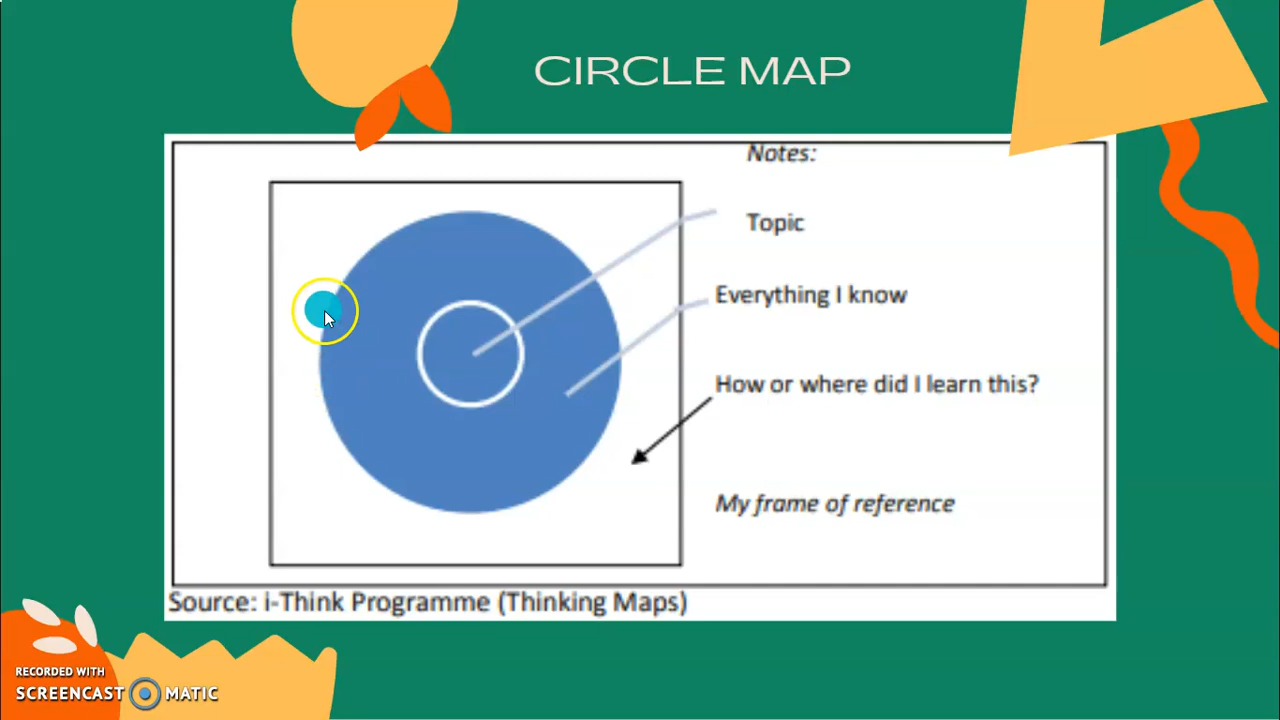 CIRCLE MAP
Notes:
Topic
Everything I know
How or where did I learn this?
My frame of reference
Source: i-Think Programme (Thinking Maps)
RECORDED WITH
SCREENCAST MATIC